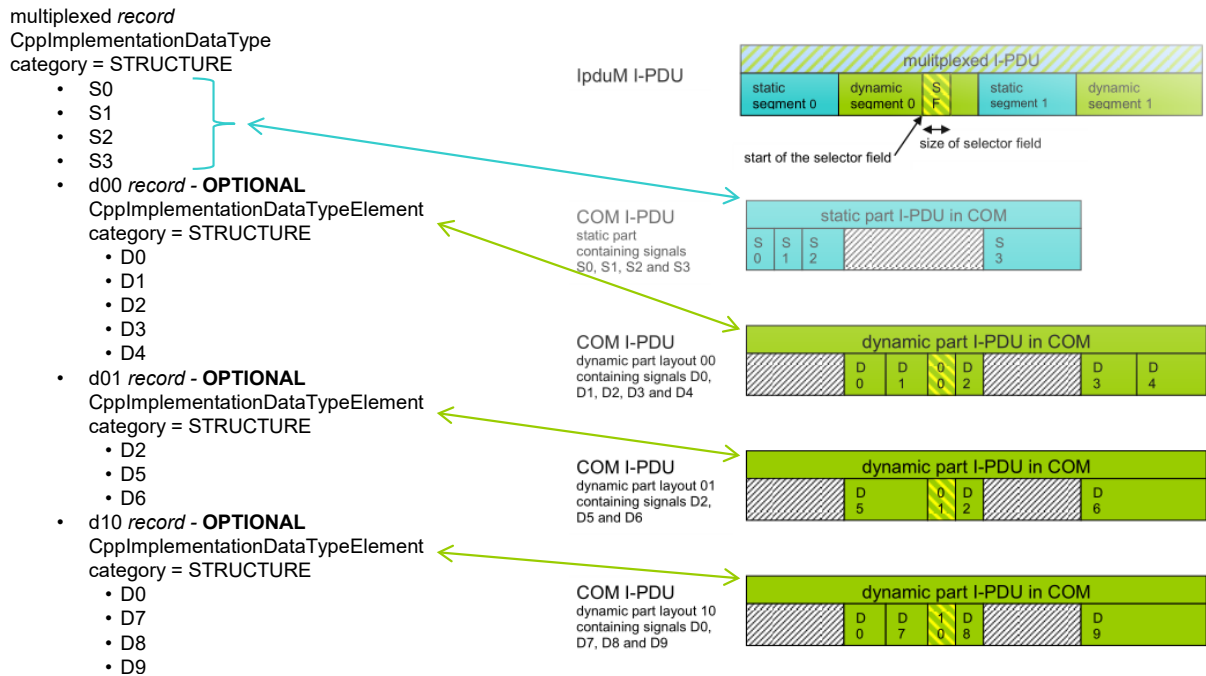 multiplexed record
CppImplementationDataType
category = STRUCTURE
• S0
• S1
• S2
• S3
• d00 record - OPTIONAL
CppImplementationDataTypeElement
category = STRUCTURE
• D0
• D1
• D2
• D3
• D4
• d01 record - OPTIONAL
CppImplementationDataTypeElement
category = STRUCTURE
• D2
• D5
• D6
• d10 record - OPTIONAL
CppImplementationDataTypeElement
category = STRUCTURE
• D0
• D7
• D8
• D9
IpduM I-PDU
mulitplexed I-PDU
static
segment 0
dynamic
segment 0
S
F
static
segment 1
dynamic
segment 1
start of the selector field
size of selector field
COM I-PDU
static part
containing signals
S0, S1, S2 and S3
static part I-PDU in COM
S
0
S
1
S
2
S
3
COM I-PDU
dynamic part layout 00
containing signals D0,
D1, D2, D3 and D4
dynamic part I-PDU in COM
D
0
D
1
0
0
D
2
D
3
D
4
COM I-PDU
dynamic part layout 01
containing signals D2,
D5 and D6
dynamic part I-PDU in COM
D
5
0
1
D
2
D
6
COM I-PDU
dynamic part layout 10
containing signals D0,
D7, D8 and D9
dynamic part I-PDU in COM
D
0
D
7
1
0
D
8
D
9